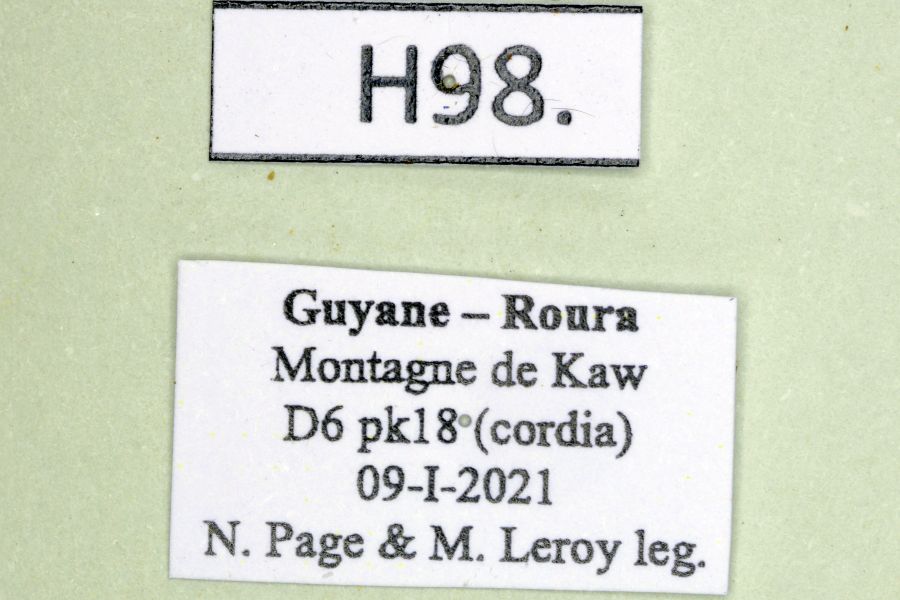 H98.
Guyane – Roura
Montagne de Kaw
D6 pk18 (cordia)
09-I-2021
N. Page & M. Leroy leg.